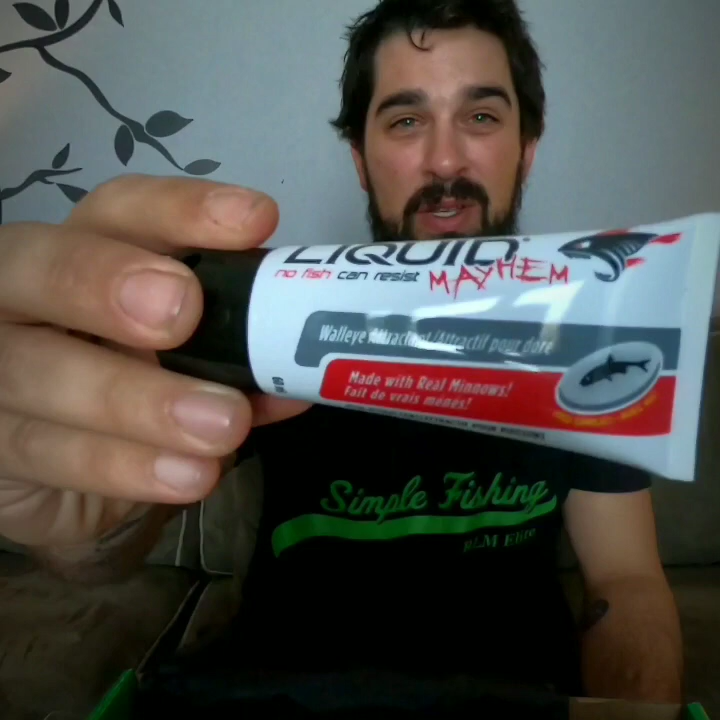 LIQUID
no fish can resist MAYHEM
Walleye Attractant/Attractif pour doré
Made with Real Minnows!
Fait de vrais ménés!
Simple Fishing